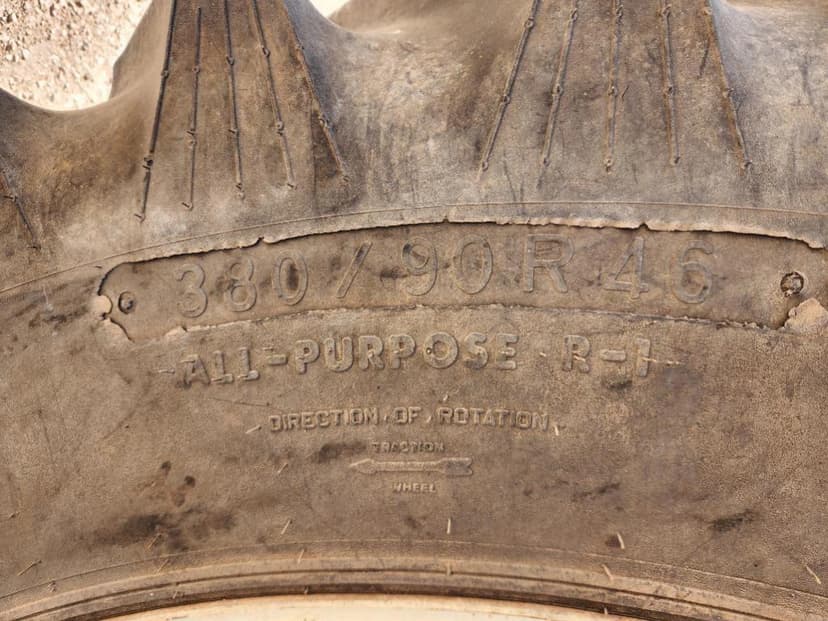 380/90R46
ALL-PURPOSE R-1
DIRECTION OF ROTATION
TRACTION
WHEEL